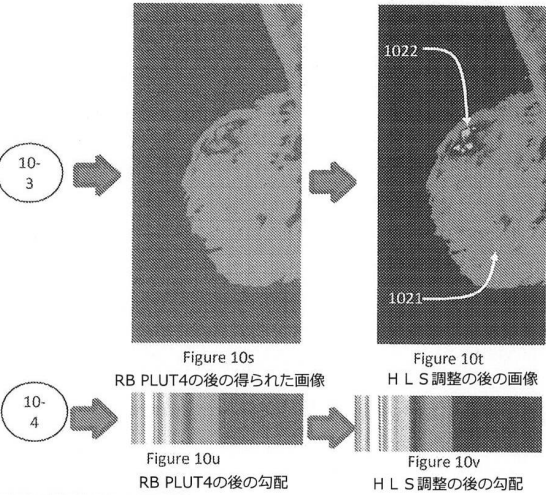 1022
10-
3
1021
Figure 10s
RB PLUT4の後の得られた画像
Figure 10t
ＨＬＳ調整の後の画像
10-
4
Figure 10u
RB PLUT4の後の勾配
Figure 10v
ＨＬＳ調整の後の勾配